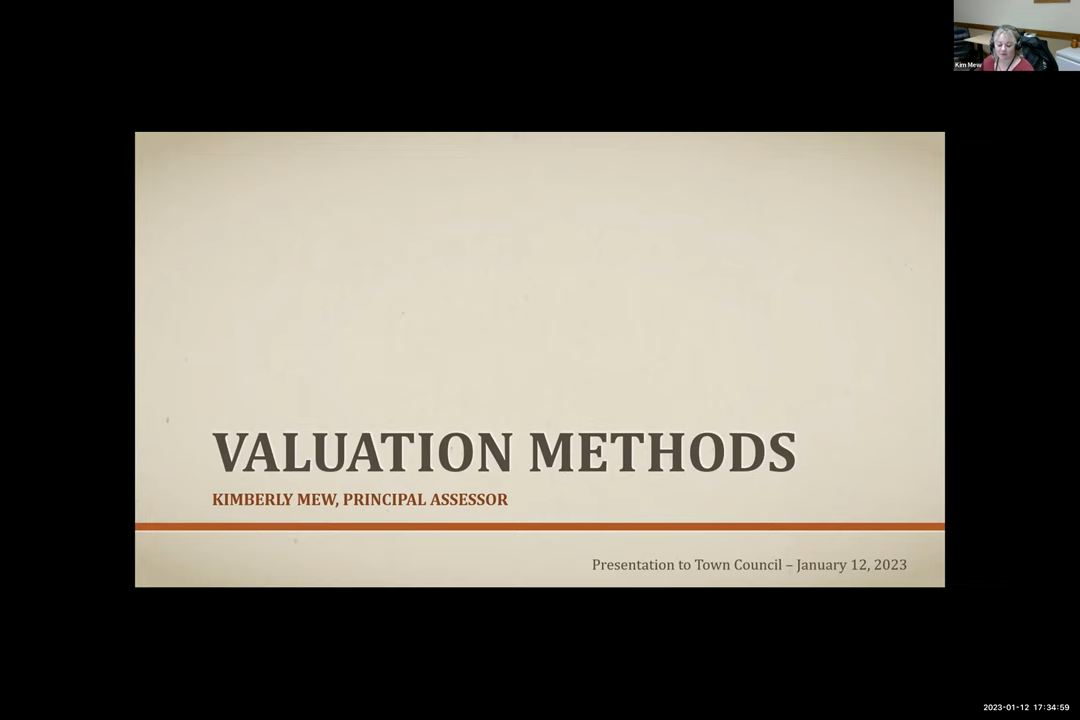 Kim Mew
VALUATION METHODS
KIMBERLY MEW, PRINCIPAL ASSESSOR
Presentation to Town Council – January 12, 2023
2023-01-12 17:34:59